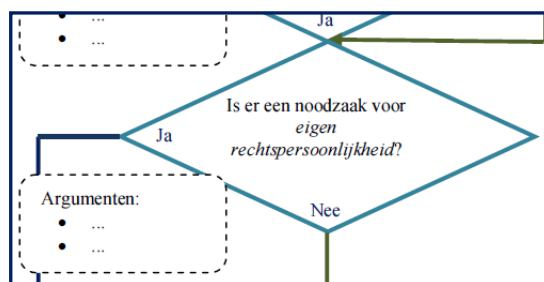 • ...
• ...
Ja
Is er een noodzaak voor
eigen
rechtspersoonlijkheid?
Ja
Argumenten:
• ...
• ...
Nee